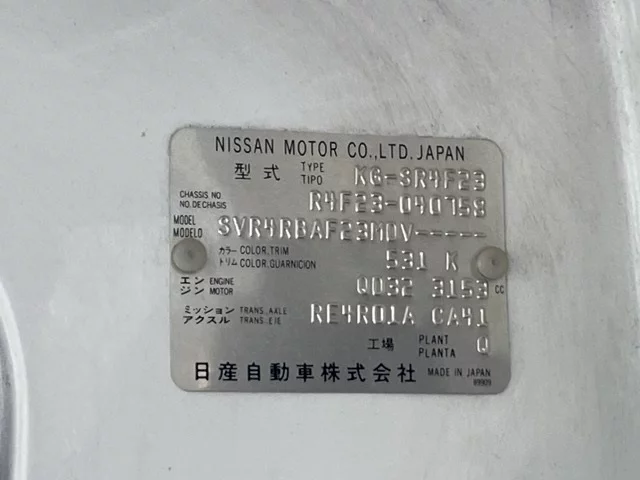 NISSAN MOTOR CO.,LTD. JAPAN
型式 TYPE TIPO KG-SR4F23
CHASSIS NO NO. DE CHASIS R4F23-040759
MODEL MODELO SVR4RBAF23MDV-----
カラー COLOR, TRIM トリム COLOR, GUARNICION 531 K
エンジン ENGINE MOTOR QD32 3153 CC
ミッション TRANS. AXLE アクスル TRANS. EJE RE4R01A CA41
工場 PLANT PLANTA Q
日産自動車株式会社 MADE IN JAPAN